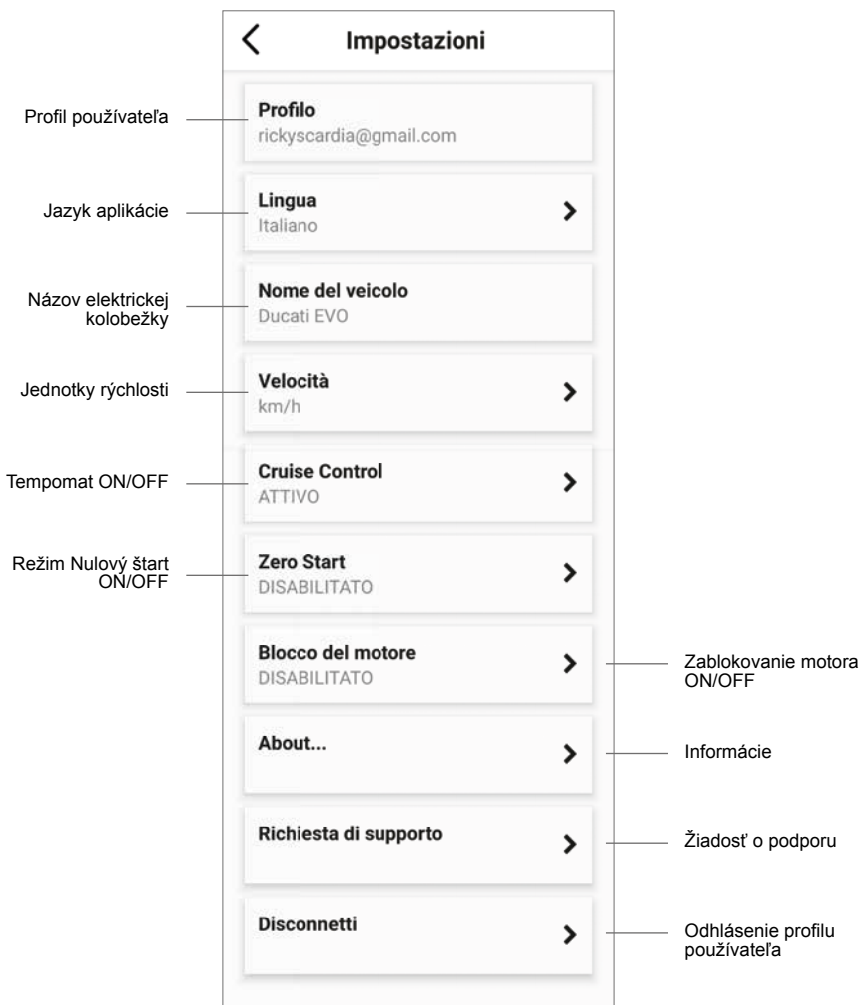 Impostazioni
Profil používateľa
Profilo
rickyscardia@gmail.com
Jazyk aplikácie
Lingua
Italiano
Názov elektrickej
kolobežky
Nome del veicolo
Ducati EVO
Jednotky rýchlosti
Velocità
km/h
Tempomat ON/OFF
Cruise Control
ATTIVO
Režim Nulový štart
ON/OFF
Zero Start
DISABILITATO
Blocco del motore
DISABILITATO
Zablokovanie motora
ON/OFF
About...
Informácie
Richiesta di supporto
Žiadosť o podporu
Disconnetti
Odhlásenie profilu
používateľa